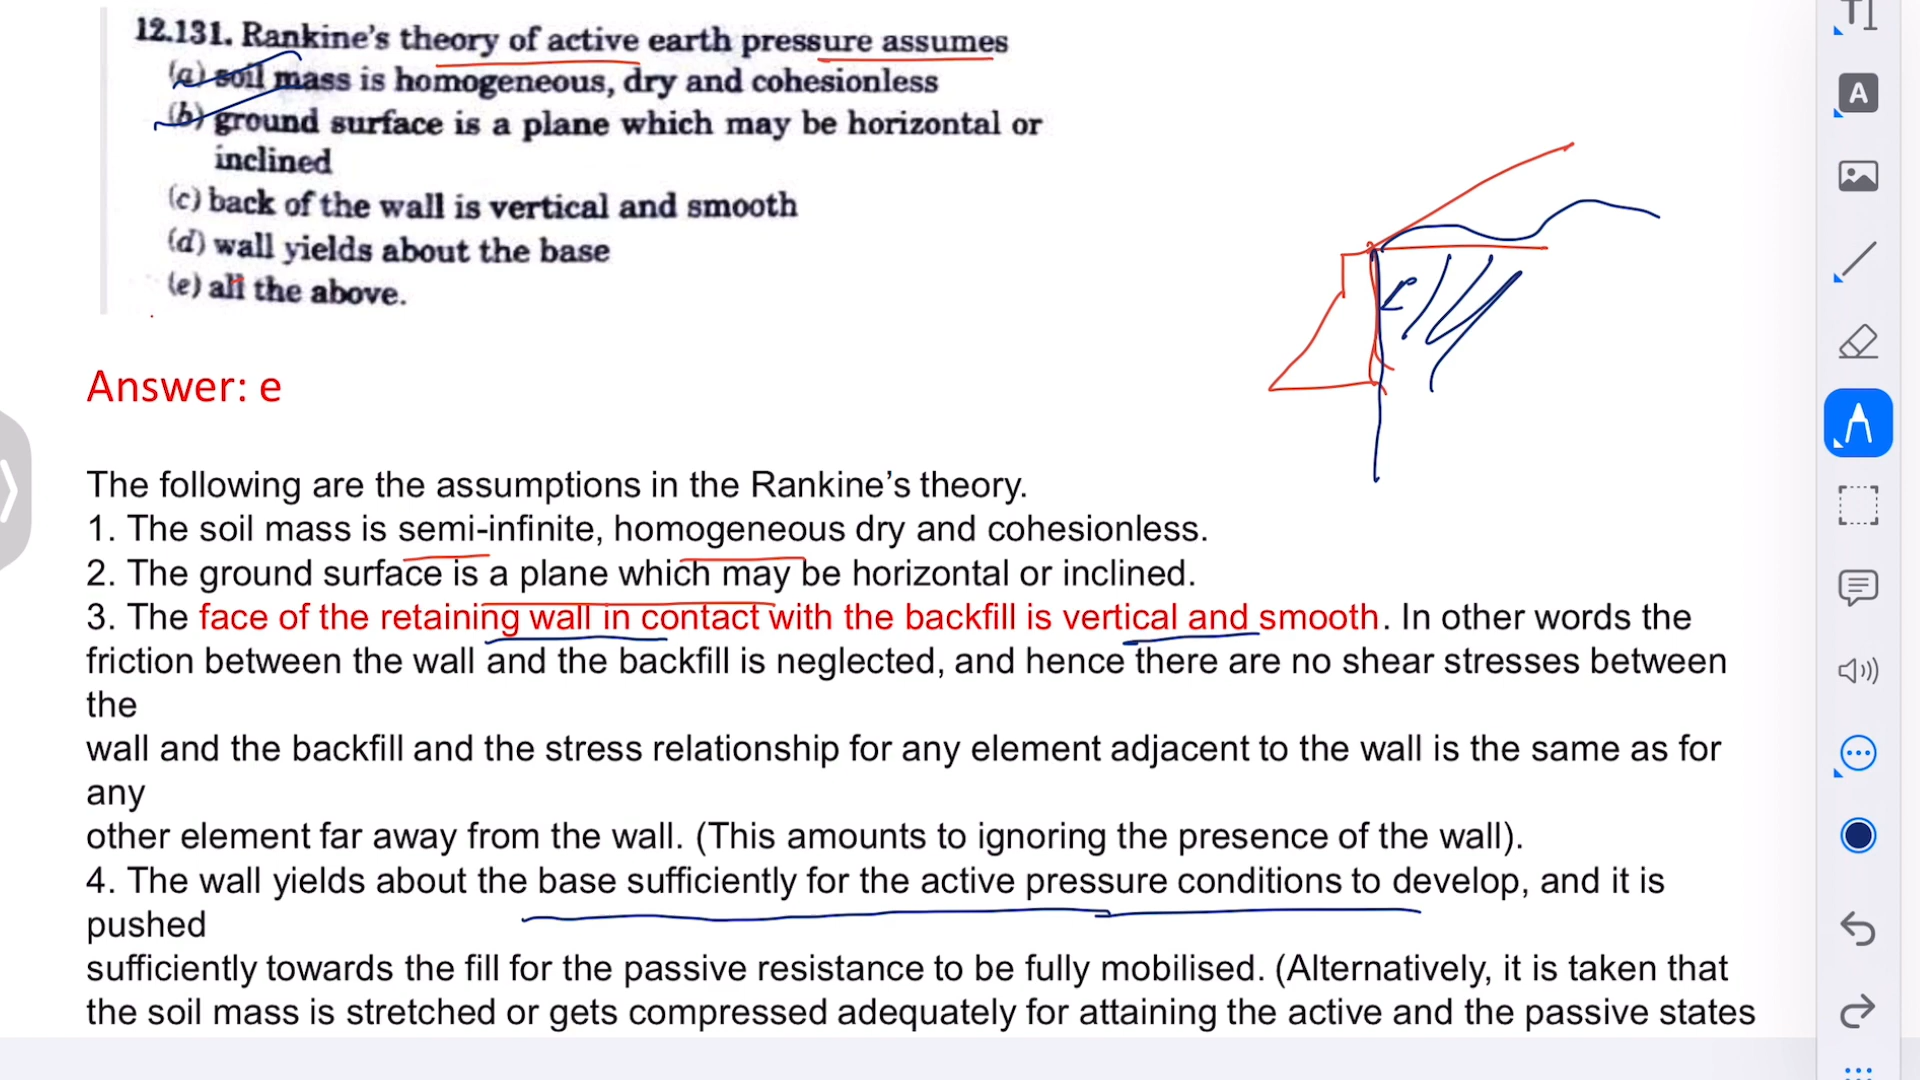 12.131. Rankine's theory of active earth pressure assumes
(a) soil mass is homogeneous, dry and cohesionless
(b) ground surface is a plane which may be horizontal or
inclined
(c) back of the wall is vertical and smooth
(d) wall yields about the base
(e) all the above.
Answer: e
The following are the assumptions in the Rankine's theory.
1. The soil mass is semi-infinite, homogeneous dry and cohesionless.
2. The ground surface is a plane which may be horizontal or inclined.
3. The face of the retaining wall in contact with the backfill is vertical and smooth. In other words the
friction between the wall and the backfill is neglected, and hence there are no shear stresses between
the
wall and the backfill and the stress relationship for any element adjacent to the wall is the same as for
any
other element far away from the wall. (This amounts to ignoring the presence of the wall).
4. The wall yields about the base sufficiently for the active pressure conditions to develop, and it is
pushed
sufficiently towards the fill for the passive resistance to be fully mobilised. (Alternatively, it is taken that
the soil mass is stretched or gets compressed adequately for attaining the active and the passive states